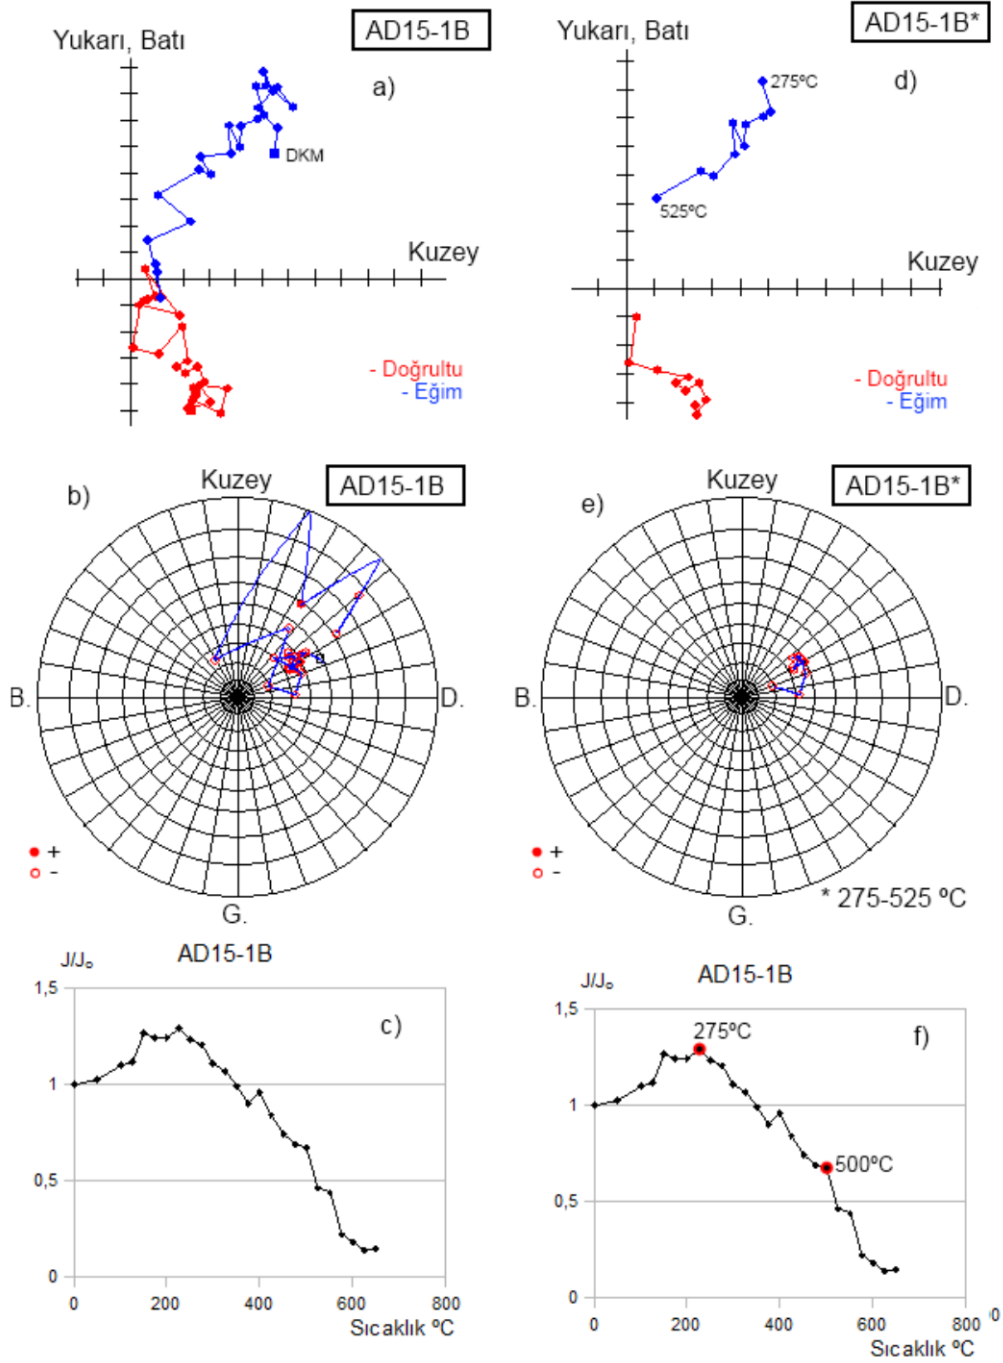 AD15-1B
Yukarı, Batı
a)
DKM
Kuzey
- Doğrultu
- Eğim
AD15-1B*
Yukarı, Batı
d)
275ºC
525ºC
Kuzey
- Doğrultu
- Eğim
b)
Kuzey
AD15-1B
B.
D.
+
-
G.
e)
Kuzey
AD15-1B*
B.
D.
+
-
* 275-525 ºC
G.
AD15-1B
J/Jₒ
c)
1,5
1
0,5
0
0 200 400 600 800
Sıcaklık ºC
AD15-1B
J/Jₒ
f)
1,5
275ºC
1
500ºC
0,5
0
0 200 400 600 800 0
Sıcaklık ºC